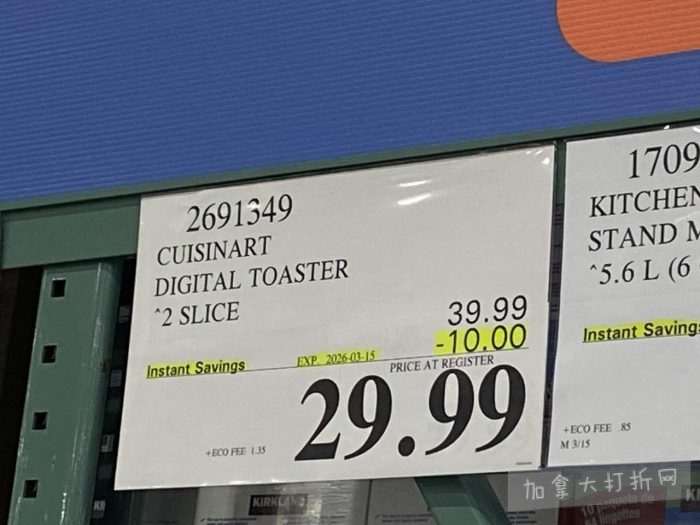 2691349
CUISINART
DIGITAL TOASTER
^2 SLICE
39.99
-10.00
Instant Savings
EXP. 2026-03-15
PRICE AT REGISTER
29.99
+ECO FEE 1.35
1709
KITCHEN
STAND M
^5.6 L (6
Instant Savings
+ECO FEE .85
M 3/15
KIRKLAN
加拿大打折网